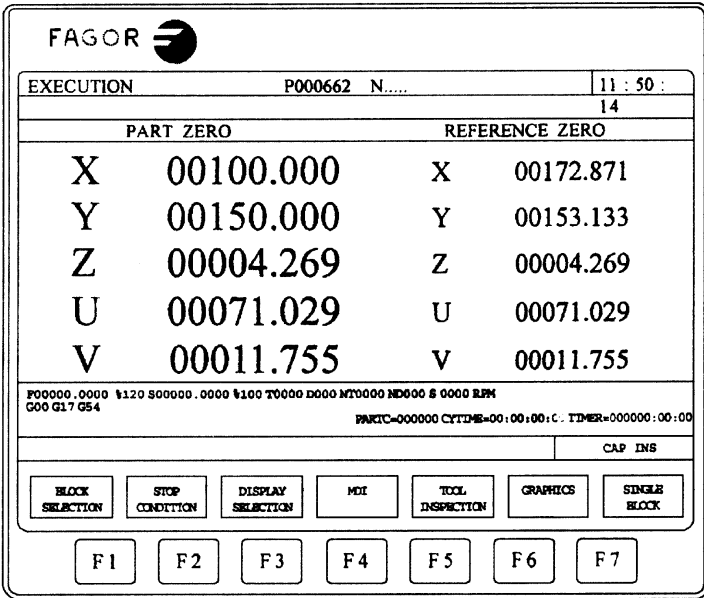 FAGOR
EXECUTION P000662 N..... 11 : 50 :
14
PART ZERO REFERENCE ZERO
X 00100.000 X 00172.871
Y 00150.000 Y 00153.133
Z 00004.269 Z 00004.269
U 00071.029 U 00071.029
V 00011.755 V 00011.755
F00000.0000 %120 S00000.0000 %100 T0000 D000 NT0000 ND000 S 0000 RPM
G00 G17 G54
PARTC=000000 CYTIME=00:00:00:0. TIMER=000000:00:00
CAP INS
BLOCK SELECTION
STOP CONDITION
DISPLAY SELECTION
MDI
TOOL INSPECTION
GRAPHICS
SINGLE BLOCK
F1 F2 F3 F4 F5 F6 F7